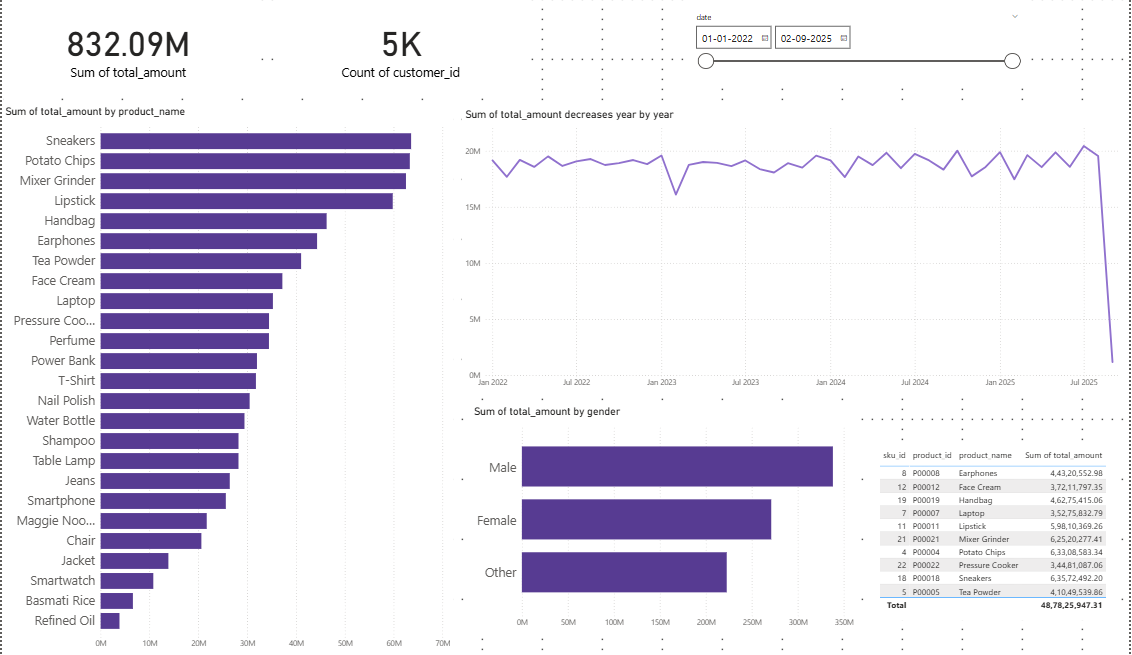 832.09M
Sum of total_amount
5K
Count of customer_id
date
01-01-2022
02-09-2025
Sum of total_amount by product_name
Sneakers
Potato Chips
Mixer Grinder
Lipstick
Handbag
Earphones
Tea Powder
Face Cream
Laptop
Pressure Coo...
Perfume
Power Bank
T-Shirt
Nail Polish
Water Bottle
Shampoo
Table Lamp
Jeans
Smartphone
Maggie Noo...
Chair
Jacket
Smartwatch
Basmati Rice
Refined Oil
0M 10M 20M 30M 40M 50M 60M 70M
Sum of total_amount decreases year by year
20M
15M
10M
5M
0M
Jan 2022 Jul 2022 Jan 2023 Jul 2023 Jan 2024 Jul 2024 Jan 2025 Jul 2025
Sum of total_amount by gender
Male
Female
Other
0M 50M 100M 150M 200M 250M 300M 350M
sku_id product_id product_name Sum of total_amount
8 P00008 Earphones 4,43,20,552.98
12 P00012 Face Cream 3,72,11,797.35
19 P00019 Handbag 4,62,75,415.06
7 P00007 Laptop 3,52,75,832.79
11 P00011 Lipstick 5,98,10,369.26
21 P00021 Mixer Grinder 6,25,20,277.41
4 P00004 Potato Chips 6,33,08,583.34
22 P00022 Pressure Cooker 3,44,81,087.06
18 P00018 Sneakers 6,35,72,492.20
5 P00005 Tea Powder 4,10,49,539.86
Total 48,78,25,947.31